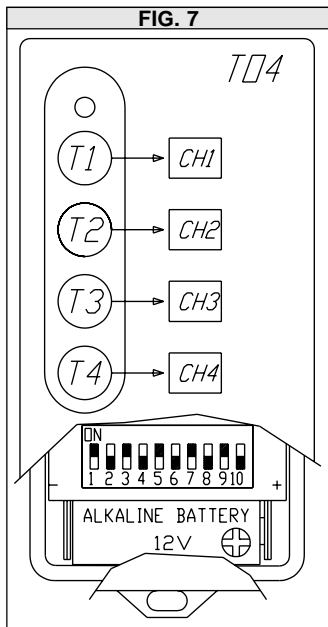 FIG. 7
TO4
T1 CH1
T2 CH2
T3 CH3
T4 CH4
ON
1 2 3 4 5 6 7 8 9 10
- +
ALKALINE BATTERY
12V